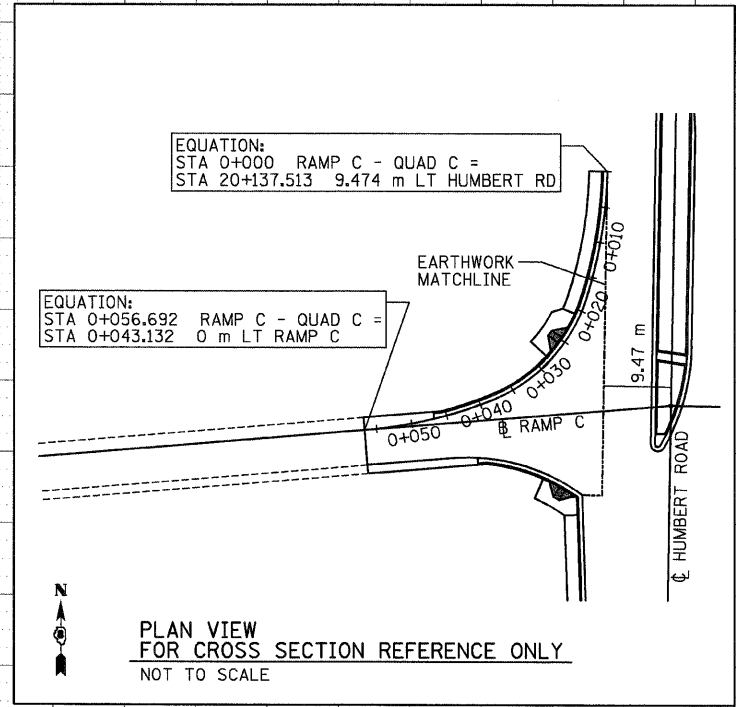 EQUATION:
STA 0+000 RAMP C - QUAD C =
STA 20+137.513 9.474 m LT HUMBERT RD
EARTHWORK
MATCHLINE
0+010
0+020
EQUATION:
STA 0+056.692 RAMP C - QUAD C =
STA 0+043.132 0 m LT RAMP C
9.47 m
0+030
0+040
0+050
℄ RAMP C
℄ HUMBERT ROAD
N
PLAN VIEW
FOR CROSS SECTION REFERENCE ONLY
NOT TO SCALE